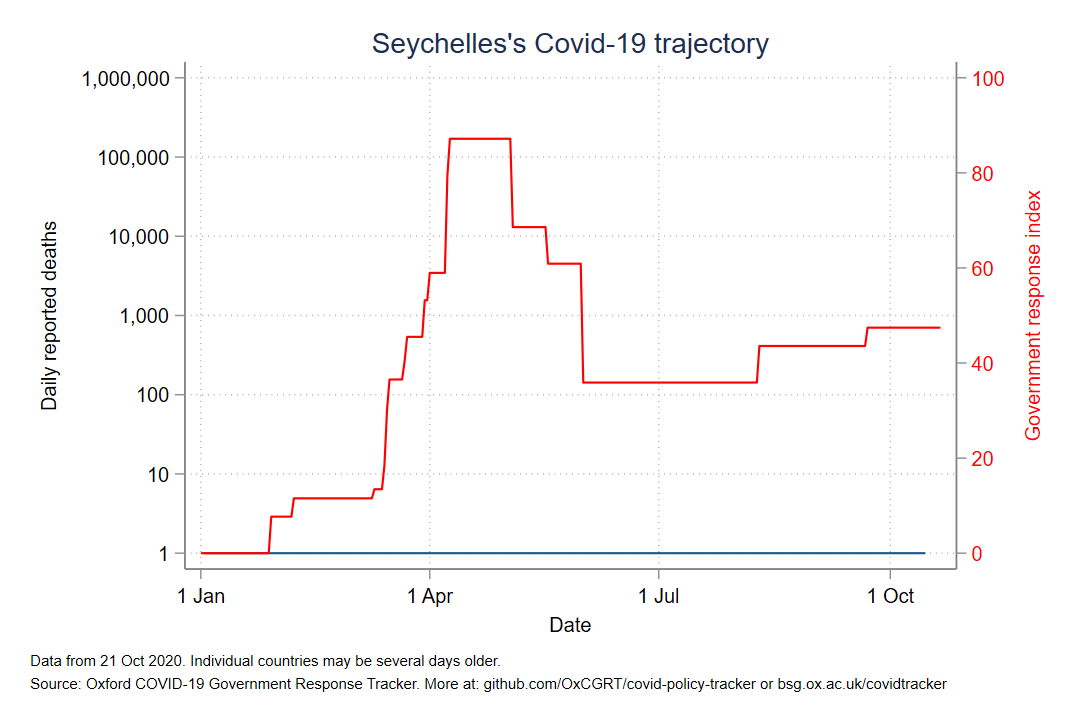 Seychelles's Covid-19 trajectory
1,000,000
100,000
10,000
1,000
100
10
1
Daily reported deaths
100
80
60
40
20
0
Government response index
1 Jan
1 Apr
1 Jul
1 Oct
Date
Data from 21 Oct 2020. Individual countries may be several days older.
Source: Oxford COVID-19 Government Response Tracker. More at: github.com/OxCGRT/covid-policy-tracker or bsg.ox.ac.uk/covidtracker